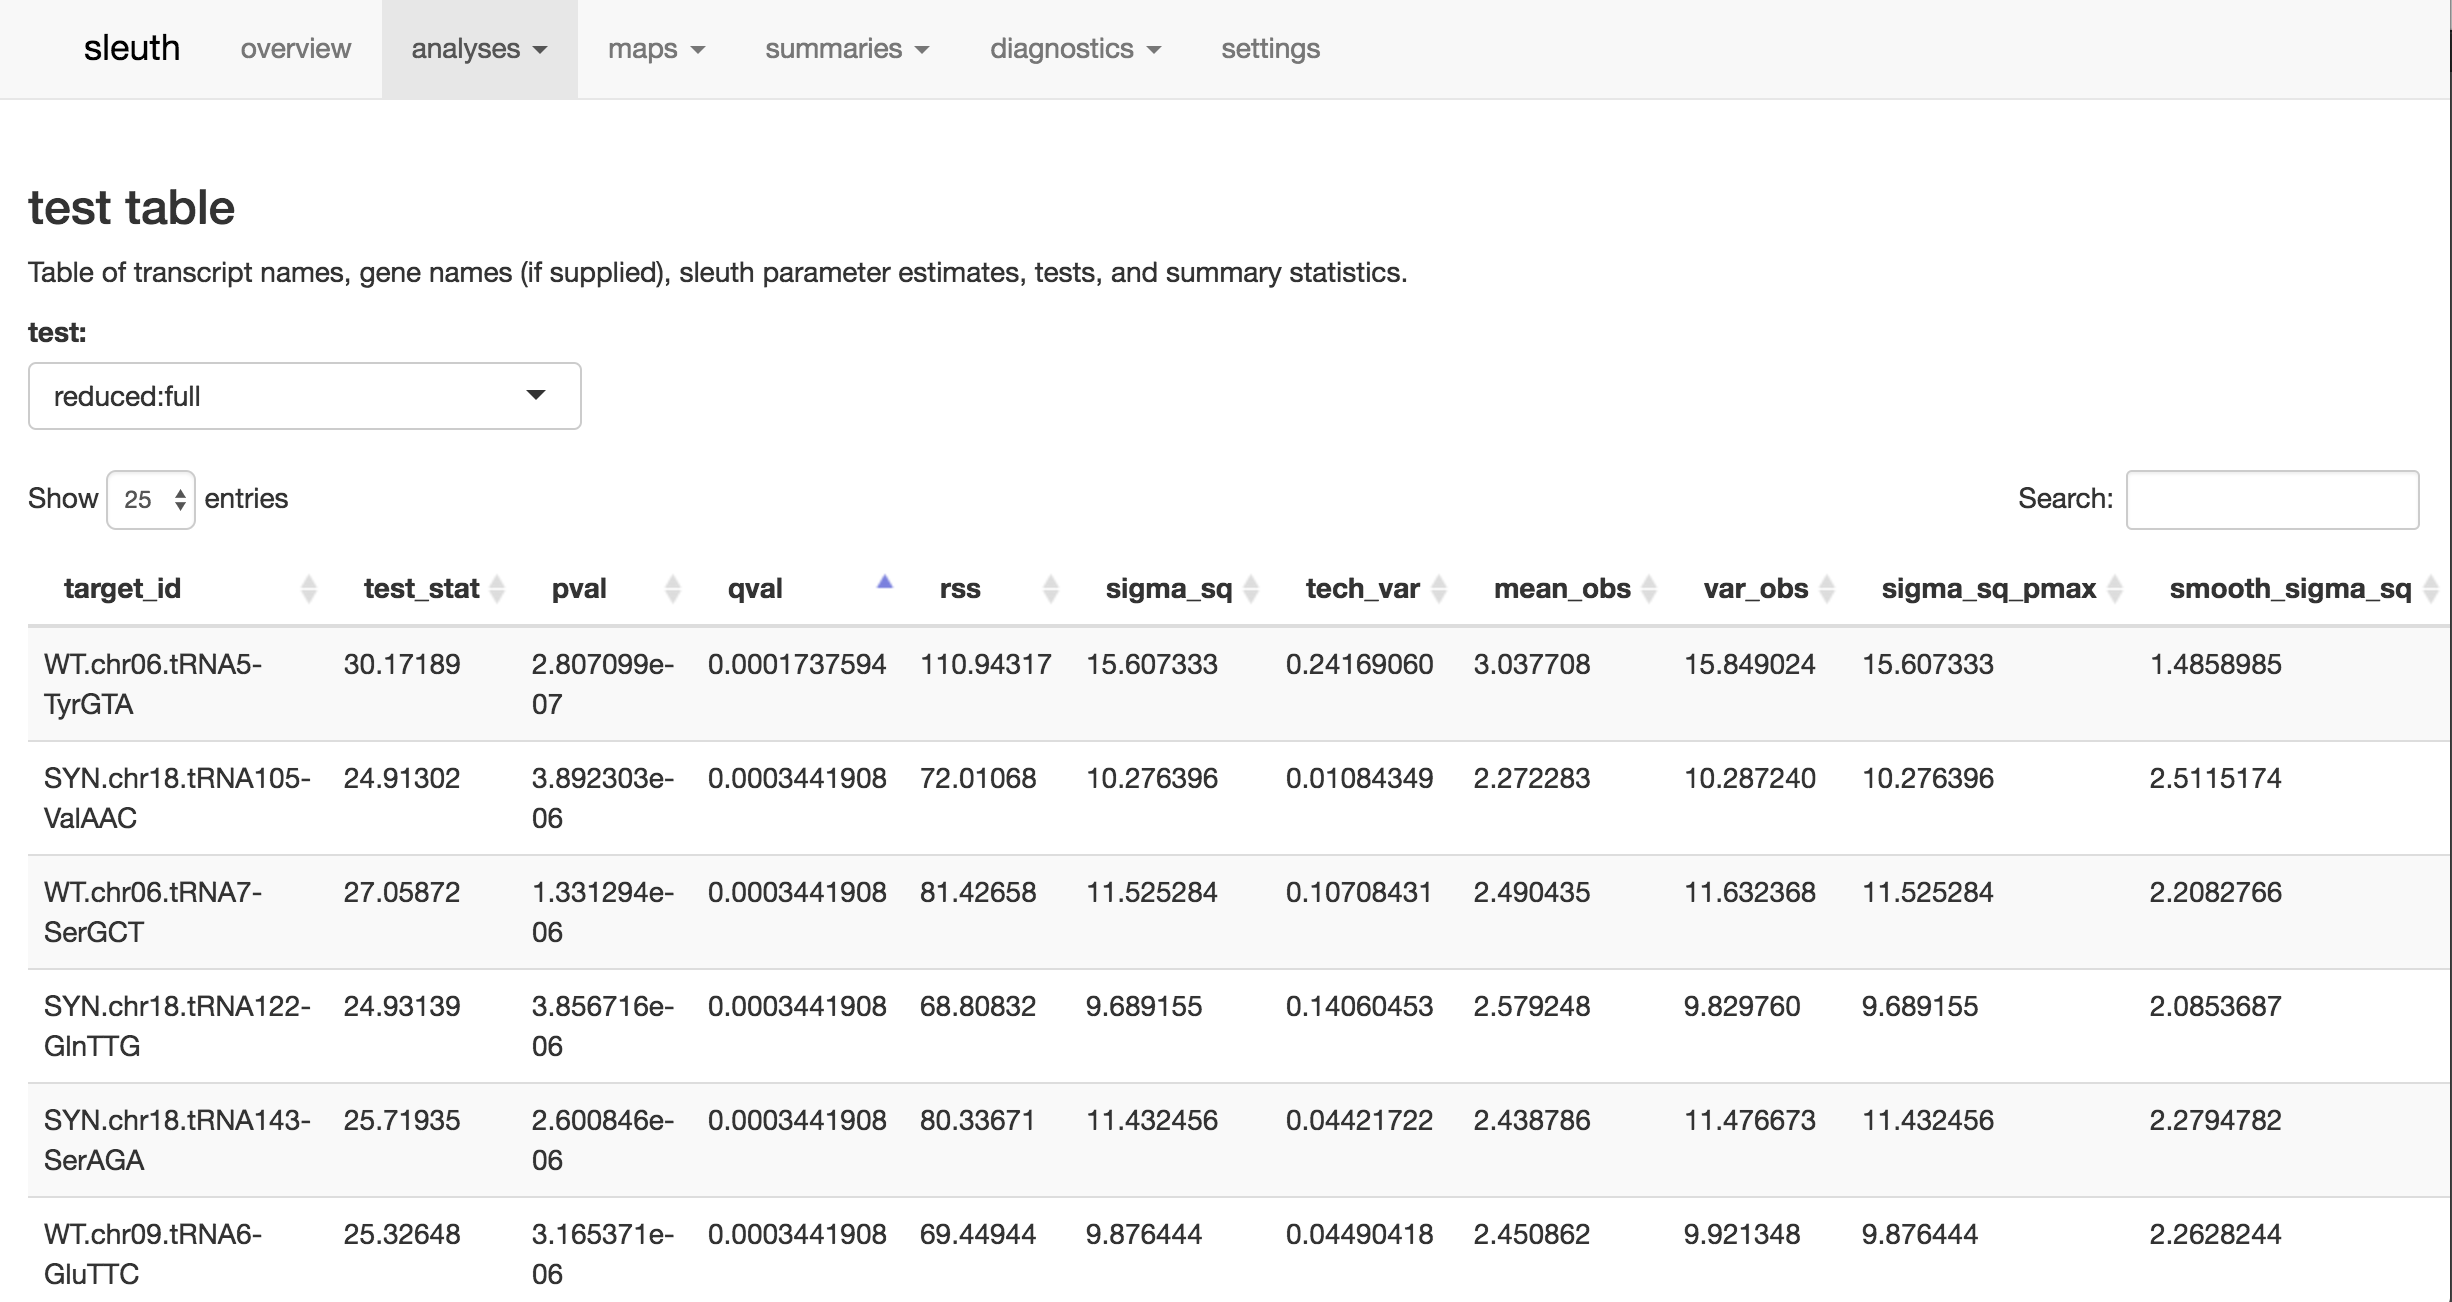 sleuth overview analyses maps summaries diagnostics settings
test table
Table of transcript names, gene names (if supplied), sleuth parameter estimates, tests, and summary statistics.
test:
reduced:full
Show 25 entries Search:
target_id test_stat pval qval rss sigma_sq tech_var mean_obs var_obs sigma_sq_pmax smooth_sigma_sq
WT.chr06.tRNA5- 30.17189 2.807099e- 0.0001737594 110.94317 15.607333 0.24169060 3.037708 15.849024 15.607333 1.4858985
TyrGTA 07
SYN.chr18.tRNA105- 24.91302 3.892303e- 0.0003441908 72.01068 10.276396 0.01084349 2.272283 10.287240 10.276396 2.5115174
ValAAC 06
WT.chr06.tRNA7- 27.05872 1.331294e- 0.0003441908 81.42658 11.525284 0.10708431 2.490435 11.632368 11.525284 2.2082766
SerGCT 06
SYN.chr18.tRNA122- 24.93139 3.856716e- 0.0003441908 68.80832 9.689155 0.14060453 2.579248 9.829760 9.689155 2.0853687
GlnTTG 06
SYN.chr18.tRNA143- 25.71935 2.600846e- 0.0003441908 80.33671 11.432456 0.04421722 2.438786 11.476673 11.432456 2.2794782
SerAGA 06
WT.chr09.tRNA6- 25.32648 3.165371e- 0.0003441908 69.44944 9.876444 0.04490418 2.450862 9.921348 9.876444 2.2628244
GluTTC 06